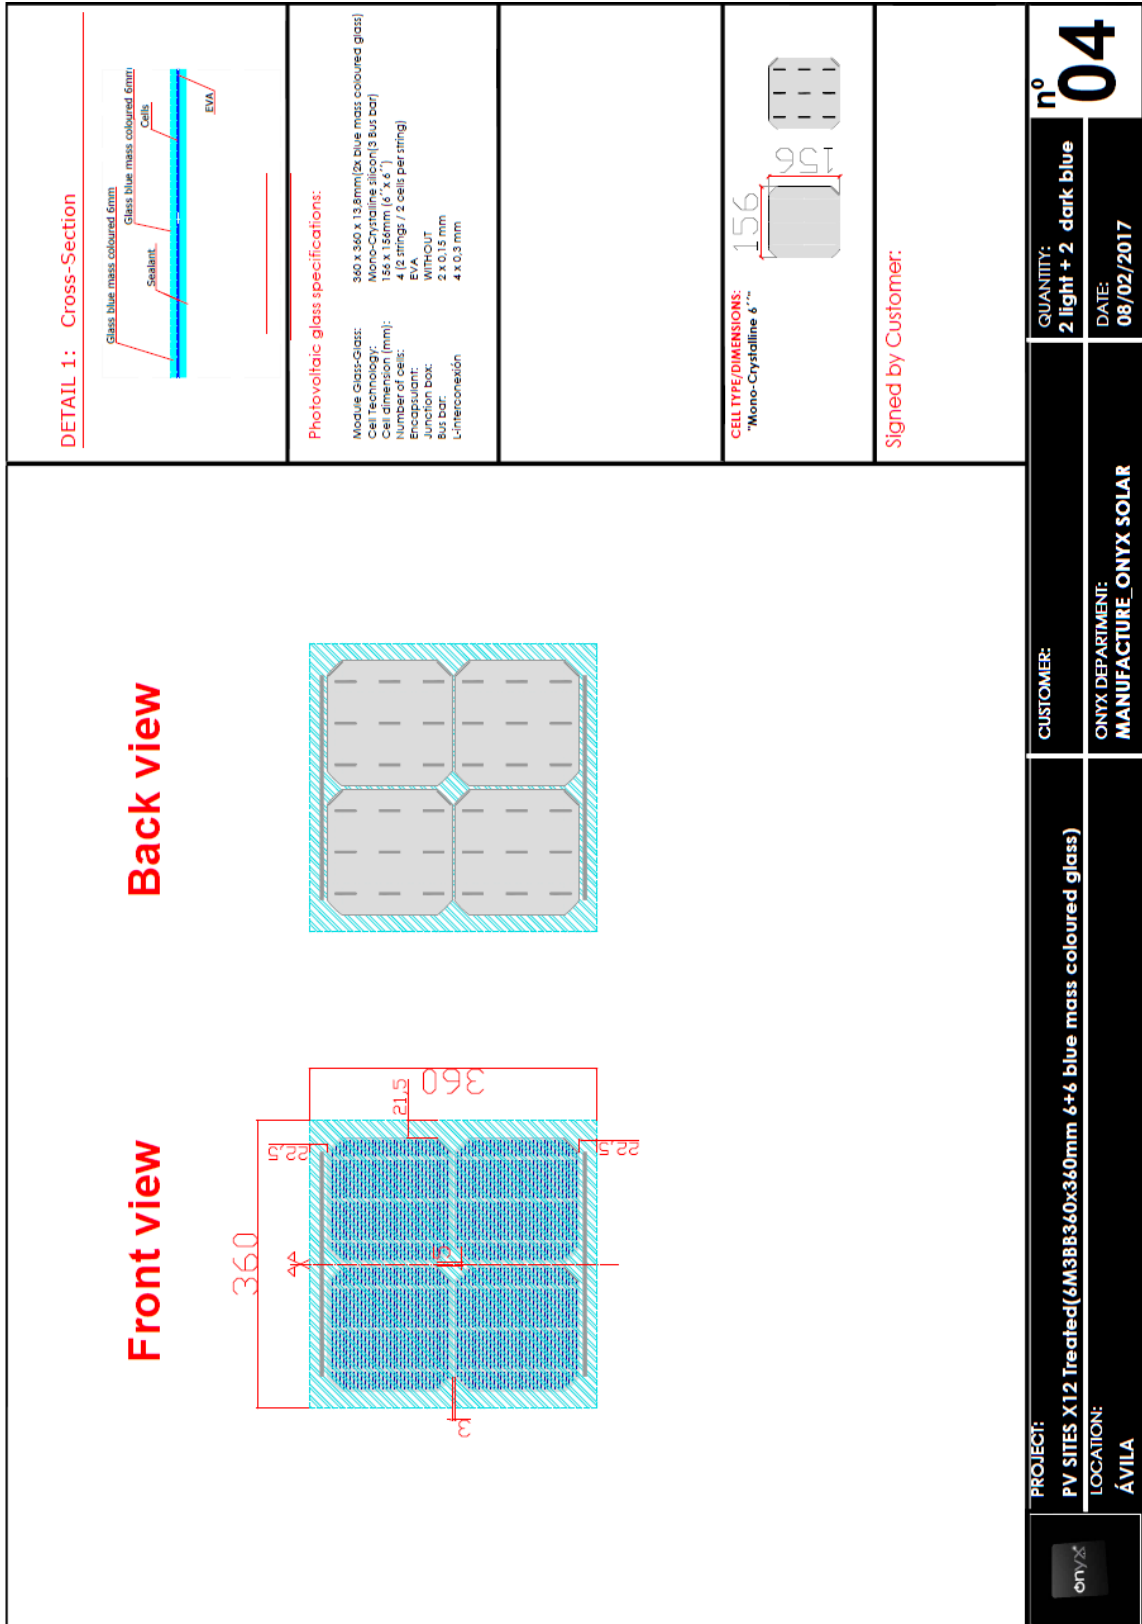 Front view
Back view
360
360
22,5
22,5
21,5
3
DETAIL 1: Cross-Section
Glass blue mass coloured 6mm
Glass blue mass coloured 6mm
Sealant
Cells
EVA
Photovoltaic glass specifications:
Module Glass-Glass: 360 x 360 x 13,8mm(2x blue mass coloured glass)
Cell Technology: Mono-Crystalline silicon(3 Bus bar)
Cell dimension (mm): 156 x 156mm (6´´ x 6´´)
Number of cells: 4 (2 strings / 2 cells per string)
Encapsulant: EVA
Junction box: WITHOUT
Bus bar: 2 x 0,15 mm
L-interconexión 4 x 0,3 mm
CELL TYPE/DIMENSIONS:
"Mono-Crystalline 6´´"
156
156
Signed by Customer:
onyx
PROJECT:
PV SITES X12 Treated(6M3BB360x360mm 6+6 blue mass coloured glass)
LOCATION:
ÁVILA
CUSTOMER:
ONYX DEPARTMENT:
MANUFACTURE_ONYX SOLAR
QUANTITY:
2 light + 2 dark blue
DATE:
08/02/2017
nº
04